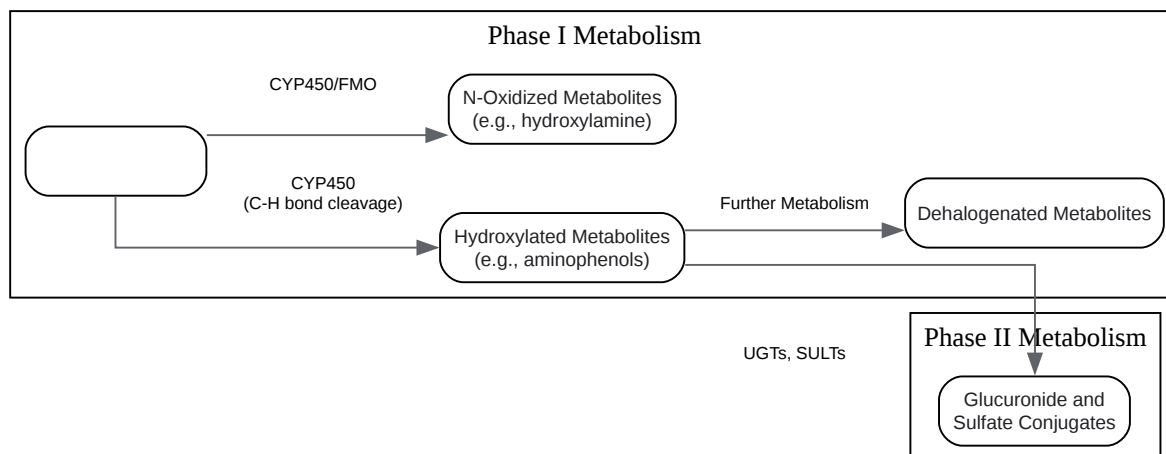 Phase I Metabolism
CYP450/FMO
N-Oxidized Metabolites
(e.g., hydroxylamine)
CYP450
(C-H bond cleavage)
Hydroxylated Metabolites
(e.g., aminophenols)
Further Metabolism
Dehalogenated Metabolites
UGTs, SULTs
Phase II Metabolism
Glucuronide and
Sulfate Conjugates